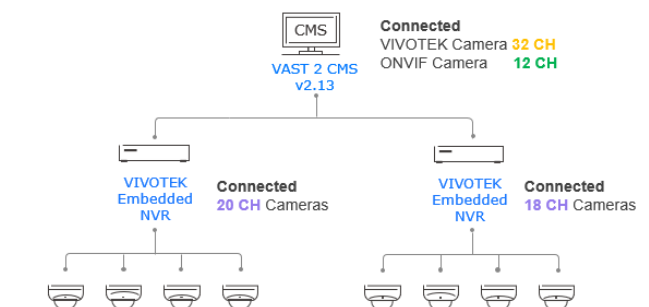 CMS
VAST 2 CMS
v2.13
Connected
VIVOTEK Camera 32 CH
ONVIF Camera 12 CH
VIVOTEK
Embedded
NVR
Connected
20 CH Cameras
VIVOTEK
Embedded
NVR
Connected
18 CH Cameras